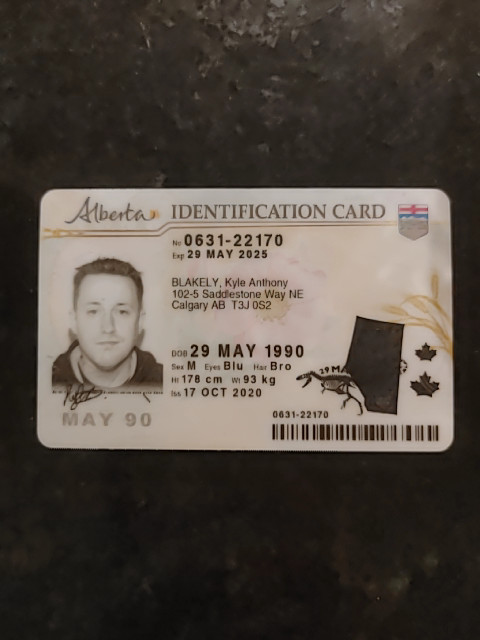 Alberta IDENTIFICATION CARD
No 0631-22170
Exp 29 MAY 2025
BLAKELY, Kyle Anthony
102-5 Saddlestone Way NE
Calgary AB T3J 0S2
DOB 29 MAY 1990
Sex M Eyes Blu Hair Bro
Ht 178 cm Wt 93 kg
Iss 17 OCT 2020
29 MA
MAY 90
0631-22170